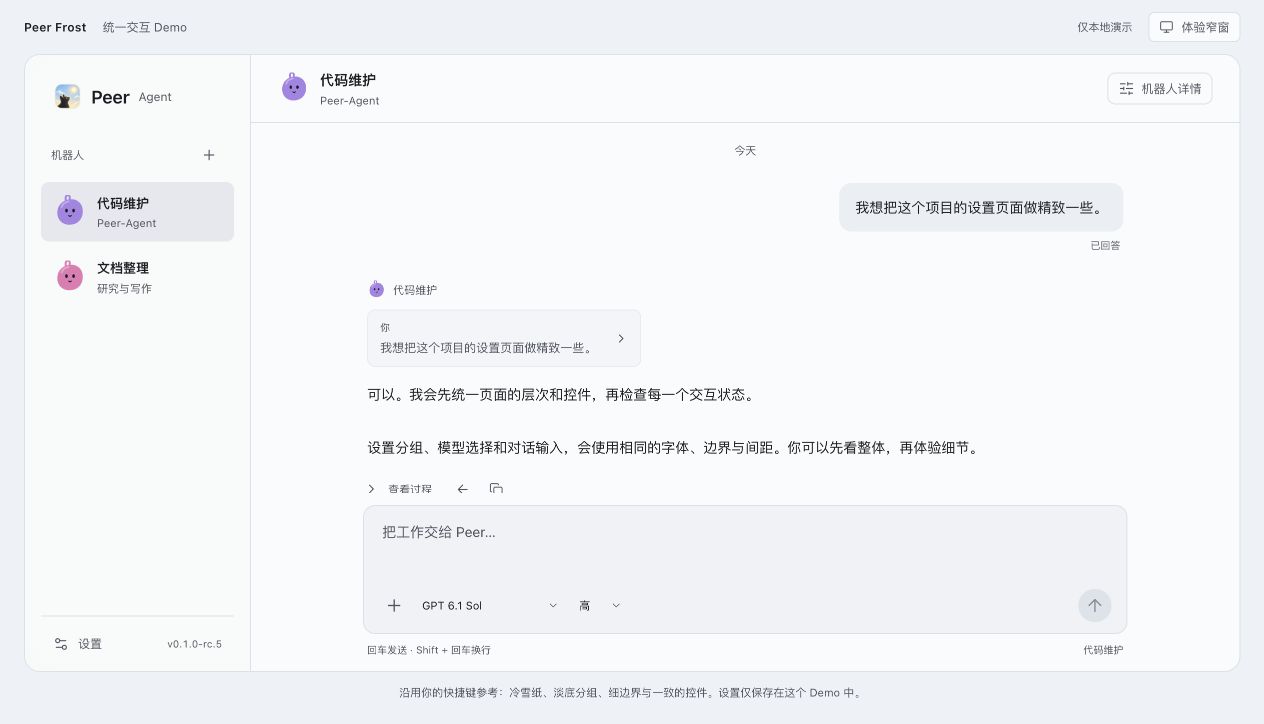 Peer Frost 统一交互 Demo
仅本地演示 体验窄窗
Peer Agent
机器人
代码维护
Peer-Agent
文档整理
研究与写作
设置 v0.1.0-rc.5
代码维护
Peer-Agent
机器人详情
今天
我想把这个项目的设置页面做精致一些。
已回答
代码维护
你
我想把这个项目的设置页面做精致一些。
可以。我会先统一页面的层次和控件，再检查每一个交互状态。
设置分组、模型选择和对话输入，会使用相同的字体、边界与间距。你可以先看整体，再体验细节。
查看过程
把工作交给 Peer...
GPT 6.1 Sol 高
回车发送 · Shift + 回车换行
代码维护
沿用你的快捷键参考：冷雪纸、淡底分组、细边界与一致的控件。设置仅保存在这个 Demo 中。